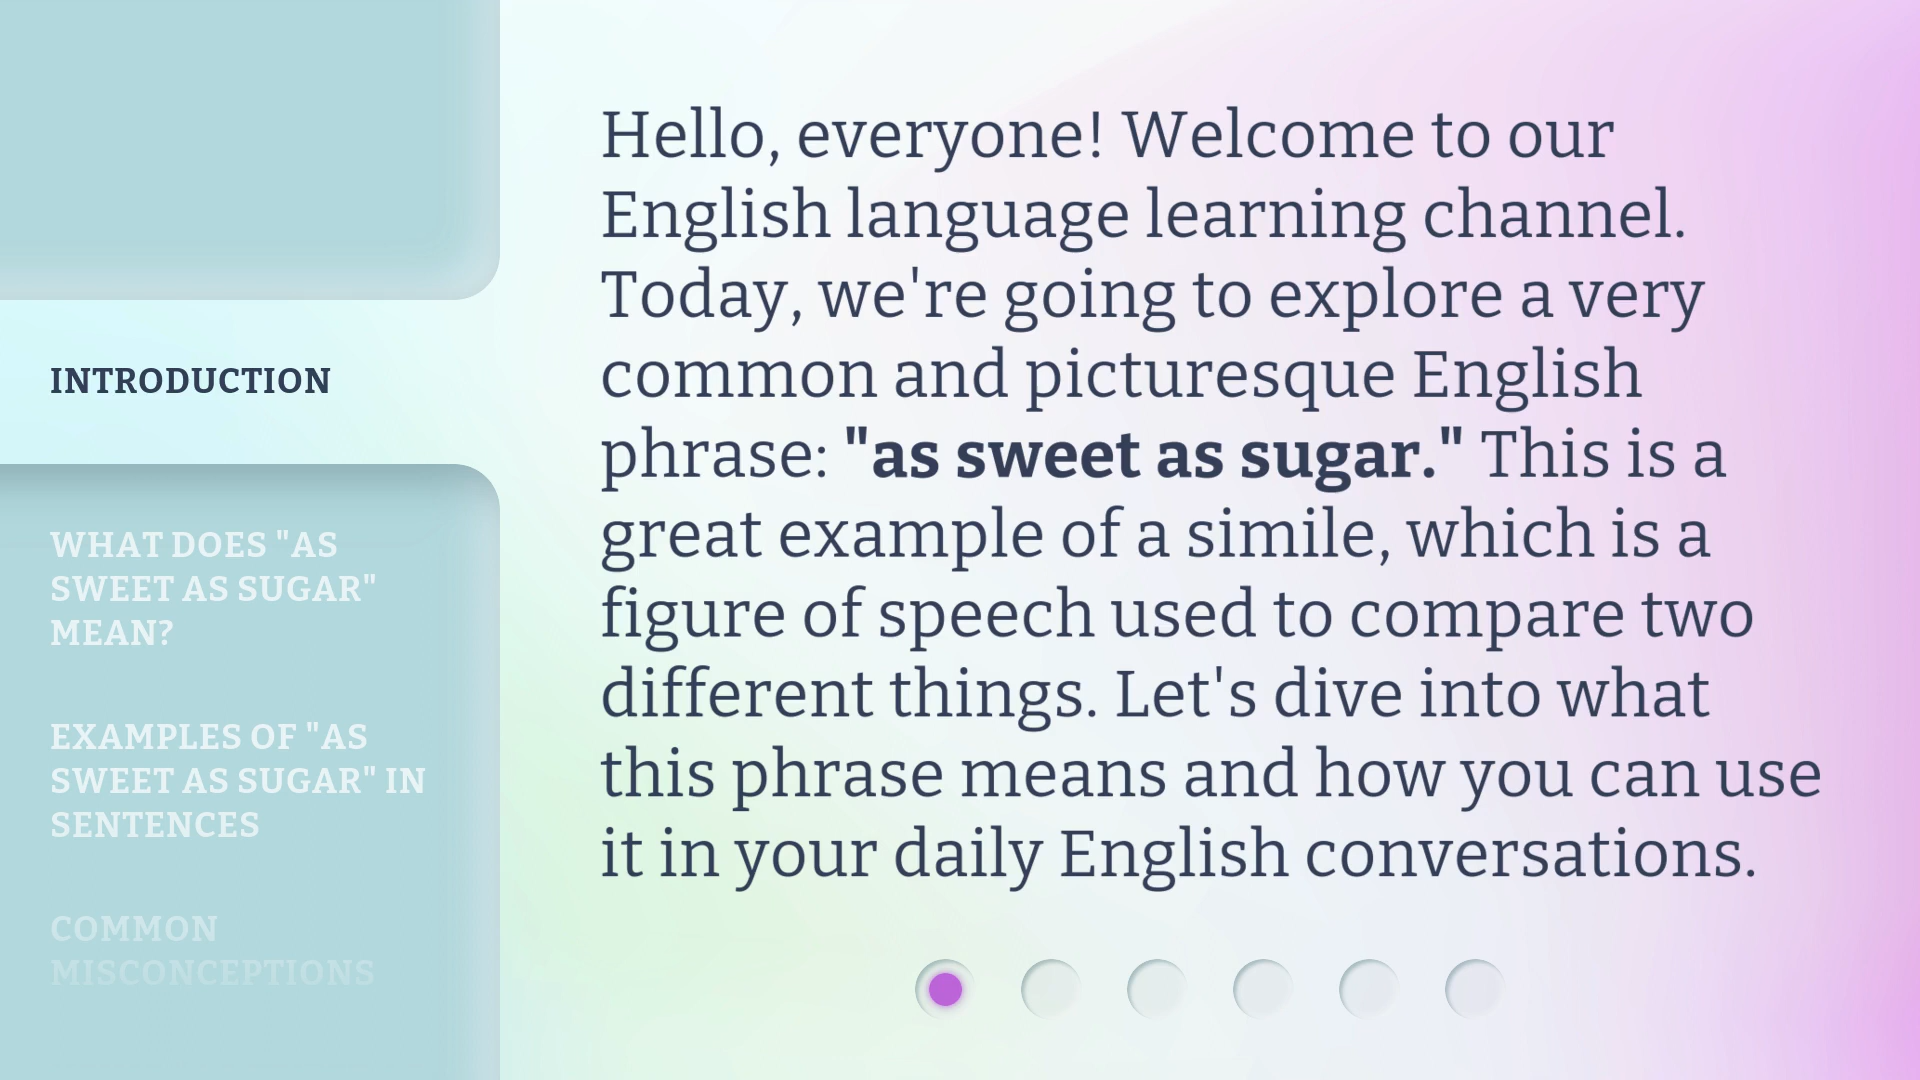 INTRODUCTION
WHAT DOES "AS
SWEET AS SUGAR"
MEAN?
EXAMPLES OF "AS
SWEET AS SUGAR" IN
SENTENCES
COMMON
MISCONCEPTIONS
Hello, everyone! Welcome to our
English language learning channel.
Today, we're going to explore a very
common and picturesque English
phrase: "as sweet as sugar." This is a
great example of a simile, which is a
figure of speech used to compare two
different things. Let's dive into what
this phrase means and how you can use
it in your daily English conversations.